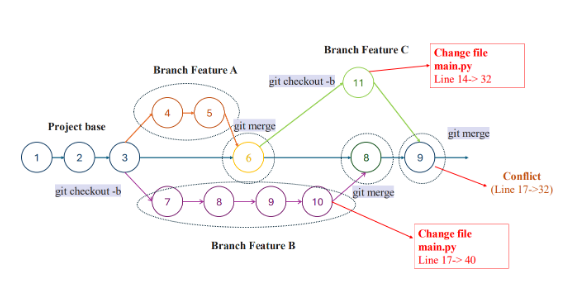 Branch Feature C
Change file
main.py
Line 14-> 32
Branch Feature A
git checkout -b
11
4
5
git merge
git merge
Project base
1
2
3
6
8
9
Conflict
(Line 17->32)
git checkout -b
git merge
7
8
9
10
Change file
main.py
Line 17-> 40
Branch Feature B